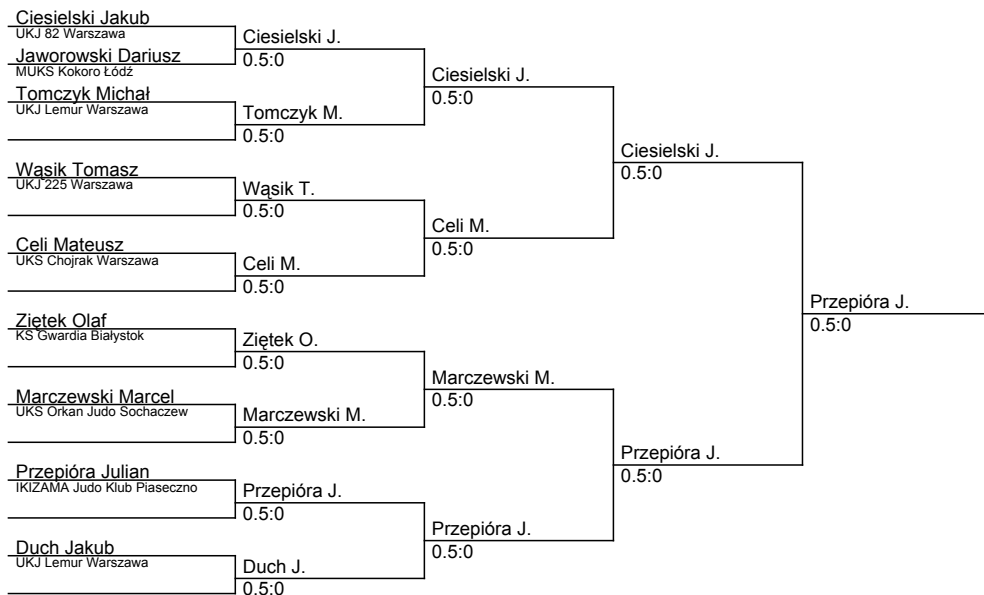 Ciesielski Jakub
UKJ 82 Warszawa
Jaworowski Dariusz
MUKS Kokoro Łódź
Tomczyk Michał
UKJ Lemur Warszawa
Wąsik Tomasz
UKJ 225 Warszawa
Celi Mateusz
UKS Chojrak Warszawa
Ziętek Olaf
KS Gwardia Białystok
Marczewski Marcel
UKS Orkan Judo Sochaczew
Przepióra Julian
IKIZAMA Judo Klub Piaseczno
Duch Jakub
UKJ Lemur Warszawa
Ciesielski J.
0.5:0
Tomczyk M.
0.5:0
Wąsik T.
0.5:0
Celi M.
0.5:0
Ziętek O.
0.5:0
Marczewski M.
0.5:0
Przepióra J.
0.5:0
Duch J.
0.5:0
Ciesielski J.
0.5:0
Celi M.
0.5:0
Marczewski M.
0.5:0
Przepióra J.
0.5:0
Ciesielski J.
0.5:0
Przepióra J.
0.5:0
Przepióra J.
0.5:0